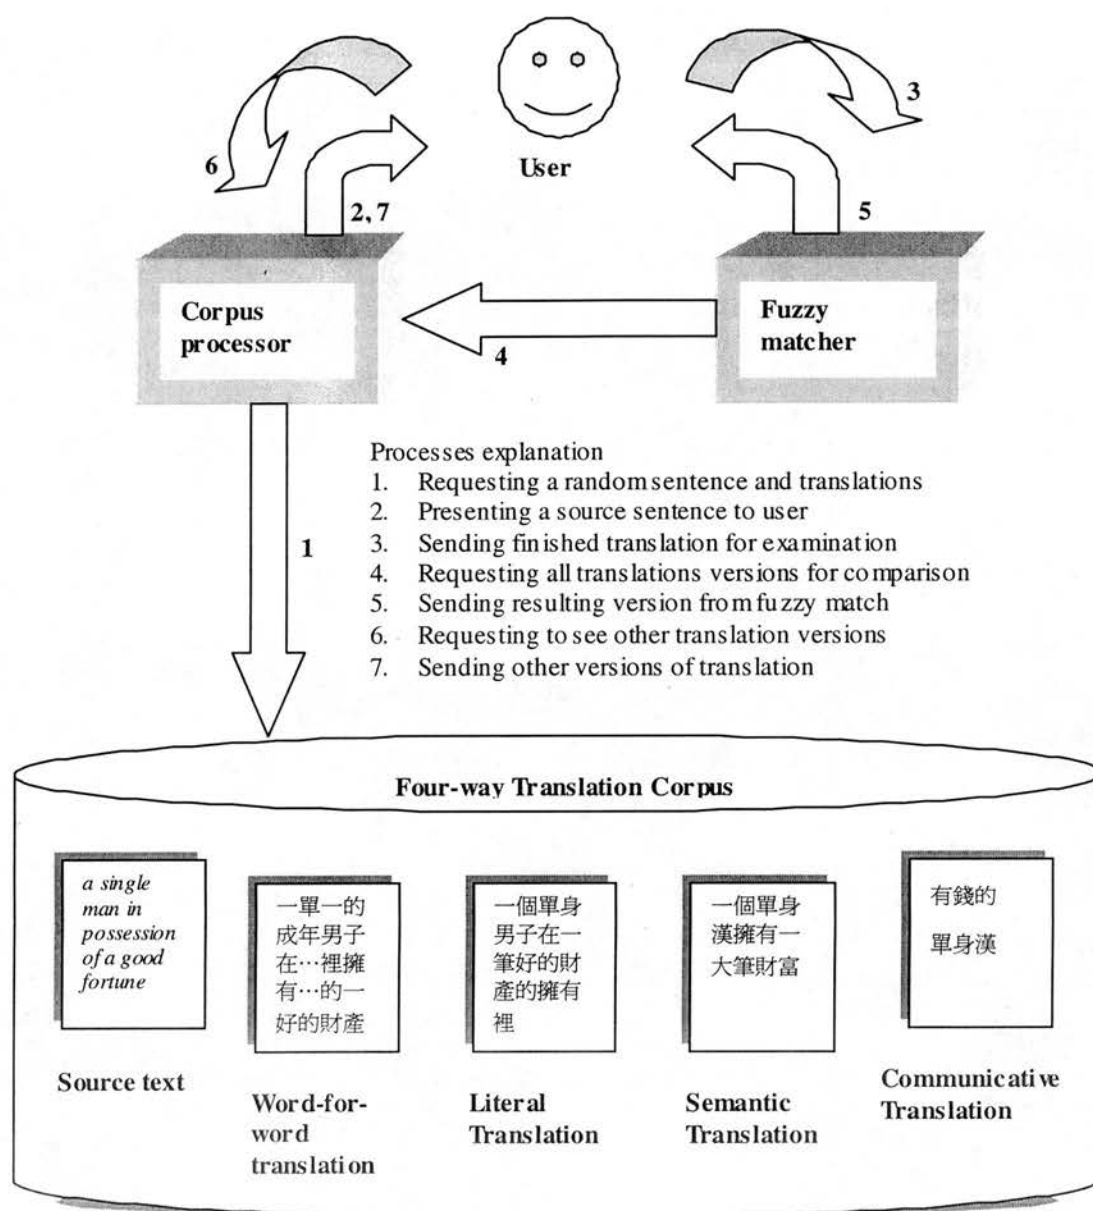 3
6
User
2, 7
5
Corpus
processor
Fuzzy
matcher
4
Processes explanation
1. Requesting a random sentence and translations
2. Presenting a source sentence to user
3. Sending finished translation for examination
4. Requesting all translations versions for comparison
5. Sending resulting version from fuzzy match
6. Requesting to see other translation versions
7. Sending other versions of translation
1
Four-way Translation Corpus
a single
man in
possession
of a good
fortune
Source text
一單一的
成年男子
在…裡擁
有…的一
好的財產
Word-for-
word
translation
一個單身
男子在一
筆好的財
產的擁有
裡
Literal
Translation
一個單身
漢擁有一
大筆財富
Semantic
Translation
有錢的
單身漢
Communicative
Translation